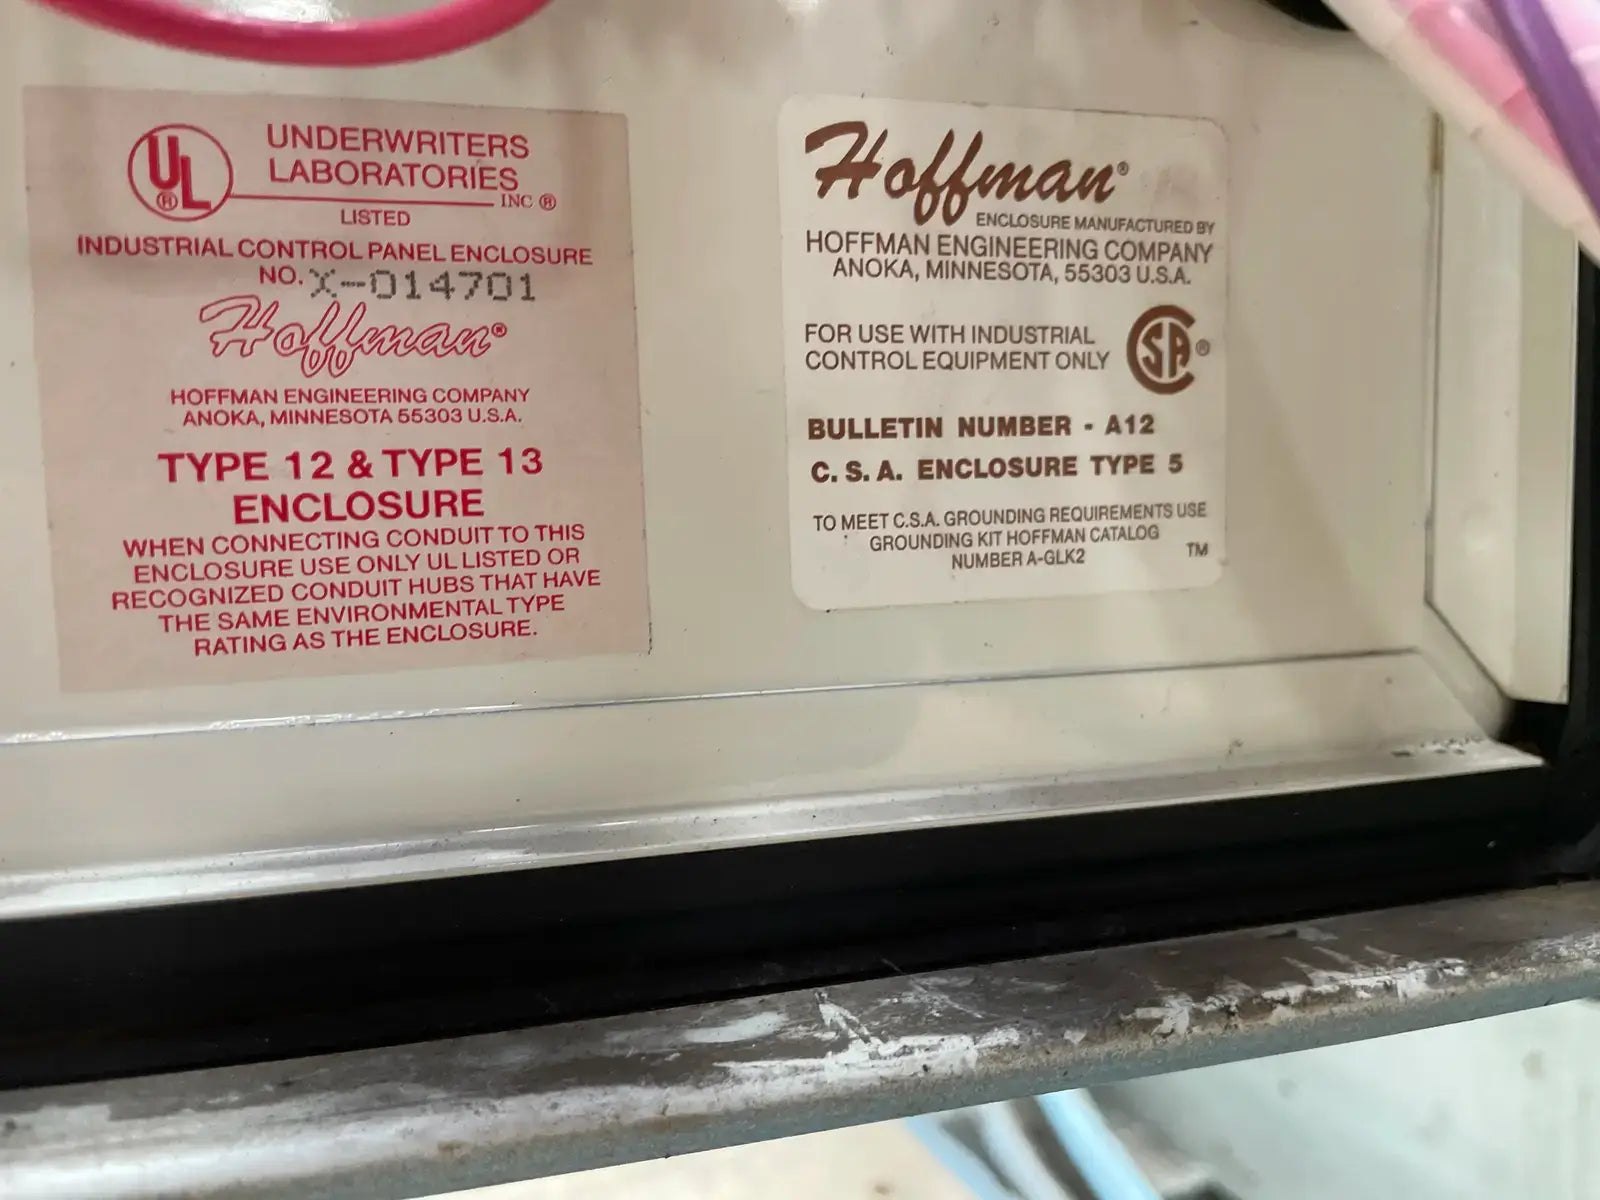 UL ®
UNDERWRITERS
LABORATORIES
INC ®
LISTED
INDUSTRIAL CONTROL PANEL ENCLOSURE
NO. X-014701
Hoffman®
HOFFMAN ENGINEERING COMPANY
ANOKA, MINNESOTA 55303 U.S.A.
TYPE 12 & TYPE 13
ENCLOSURE
WHEN CONNECTING CONDUIT TO THIS
ENCLOSURE USE ONLY UL LISTED OR
RECOGNIZED CONDUIT HUBS THAT HAVE
THE SAME ENVIRONMENTAL TYPE
RATING AS THE ENCLOSURE.
Hoffman®
ENCLOSURE MANUFACTURED BY
HOFFMAN ENGINEERING COMPANY
ANOKA, MINNESOTA, 55303 U.S.A.
FOR USE WITH INDUSTRIAL
CONTROL EQUIPMENT ONLY
CSA ®
BULLETIN NUMBER - A12
C. S. A. ENCLOSURE TYPE 5
TO MEET C.S.A. GROUNDING REQUIREMENTS USE
GROUNDING KIT HOFFMAN CATALOG
NUMBER A-GLK2
TM